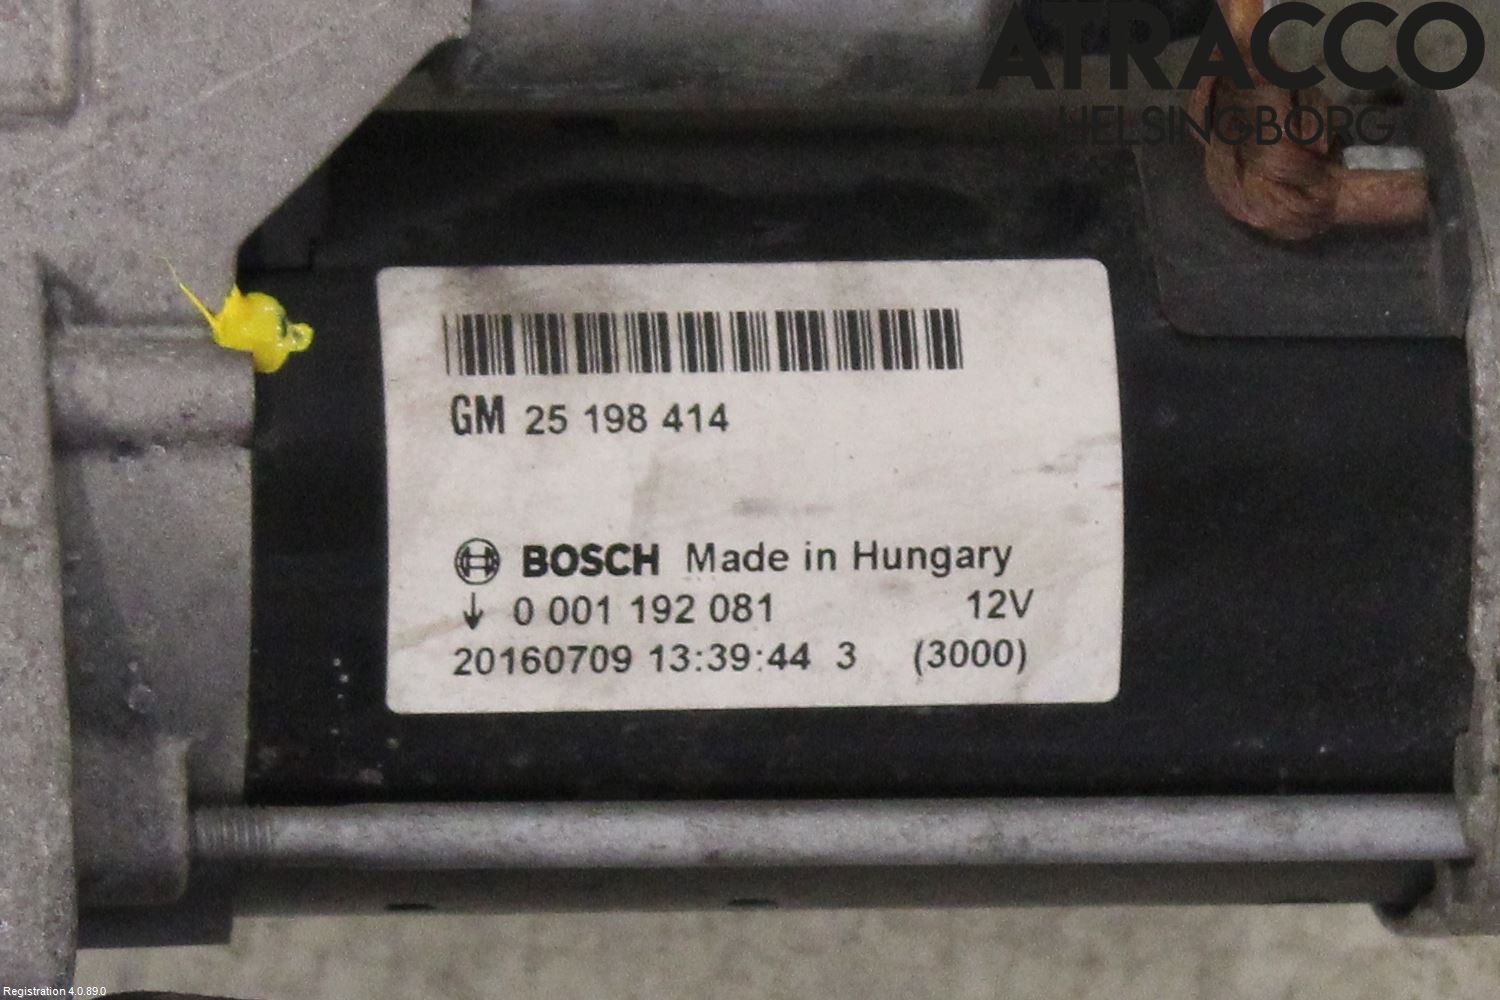 ATRACCO
HELSINGBORG
GM 25 198 414
BOSCH Made in Hungary
0 001 192 081 12V
20160709 13:39:44 3 (3000)
Registration 4.0.89.0